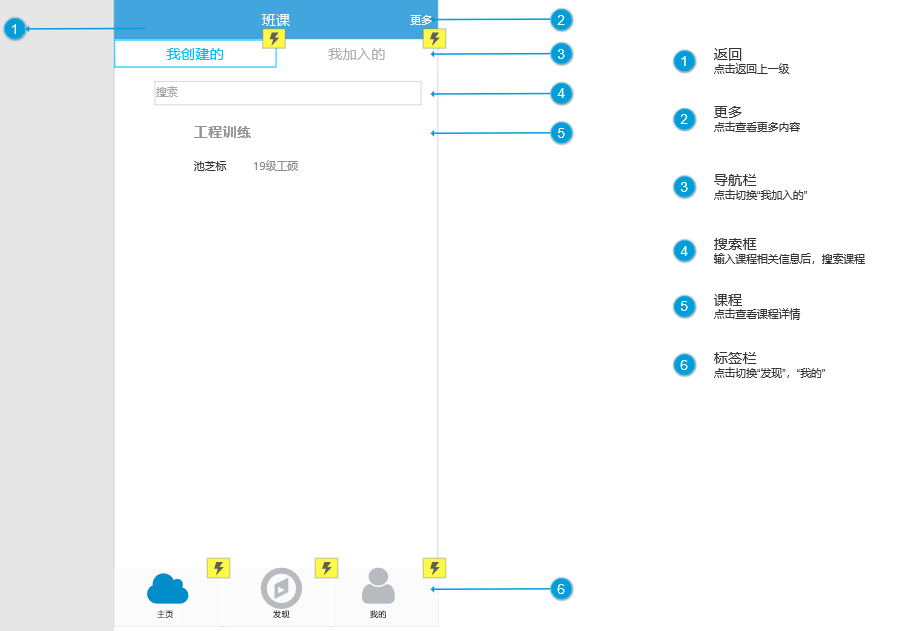 班课
更多
1
2
我创建的
我加入的
3
搜索
4
工程训练
5
池芝标
19级工硕
主页
发现
我的
6
1
返回
点击返回上一级
2
更多
点击查看更多内容
3
导航栏
点击切换“我加入的”
4
搜索框
输入课程相关信息后，搜索课程
5
课程
点击查看课程详情
6
标签栏
点击切换“发现”，“我的”